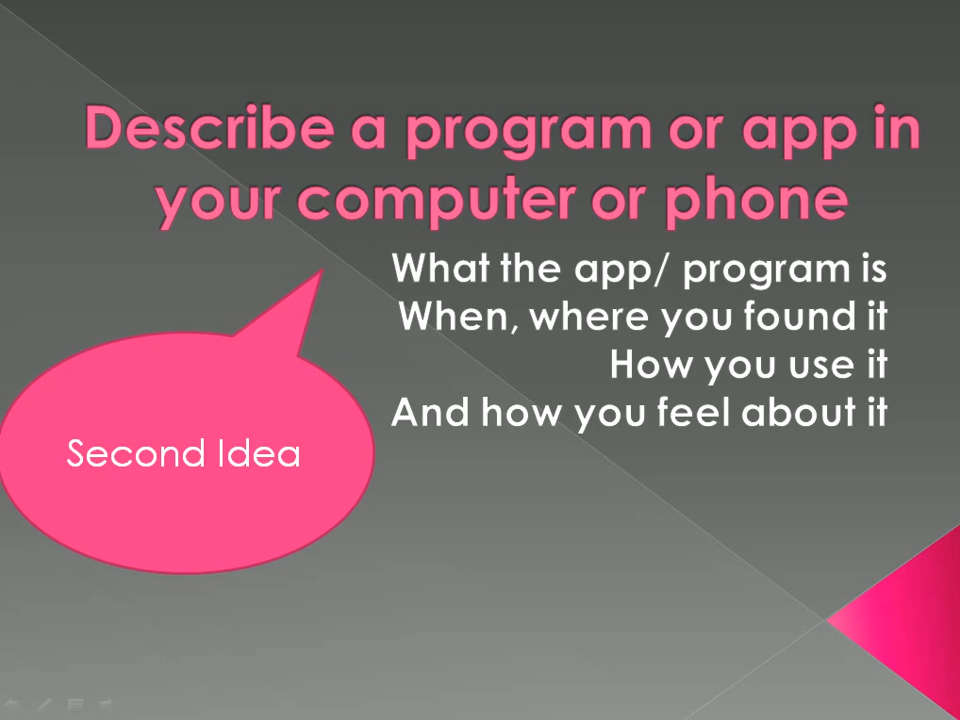 Describe a program or app in
your computer or phone
What the app/ program is
When, where you found it
How you use it
And how you feel about it
Second Idea